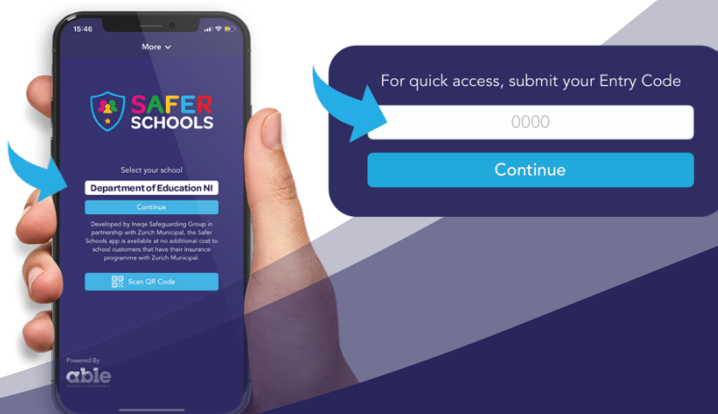 15:46
More
SAFER
SCHOOLS
Select your school
Department of Education NI
Continue
Developed by Ineqe Safeguarding Group in
partnership with Zurich Municipal, the Safer
Schools app is available at no additional cost to
school customers that have their insurance
programme with Zurich Municipal.
Scan QR Code
Powered By
able
For quick access, submit your Entry Code
0000
Continue